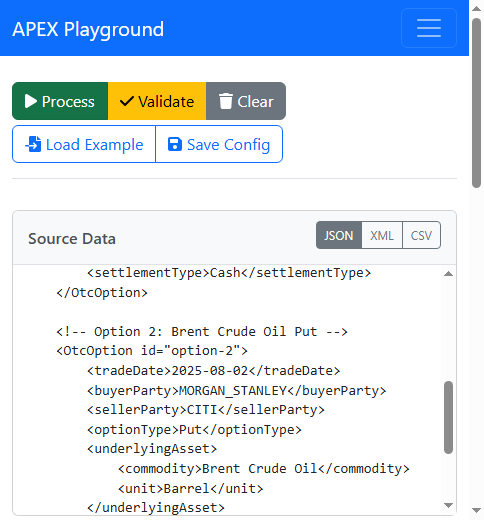 APEX Playground
Process Validate Clear
Load Example Save Config
Source Data JSON XML CSV
<settlementType>Cash</settlementType>
</OtcOption>
<!-- Option 2: Brent Crude Oil Put -->
<OtcOption id="option-2">
<tradeDate>2025-08-02</tradeDate>
<buyerParty>MORGAN_STANLEY</buyerParty>
<sellerParty>CITI</sellerParty>
<optionType>Put</optionType>
<underlyingAsset>
<commodity>Brent Crude Oil</commodity>
<unit>Barrel</unit>
</underlyingAsset>